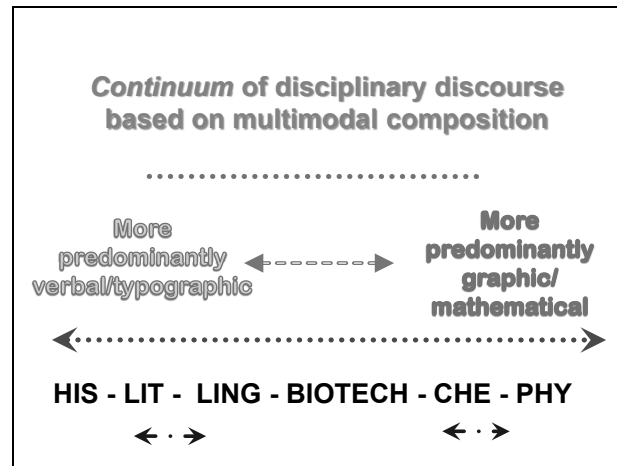 Continuum of disciplinary discourse
based on multimodal composition
More
predominantly
verbal/typographic
More
predominantly
graphic/
mathematical
HIS - LIT - LING - BIOTECH - CHE - PHY